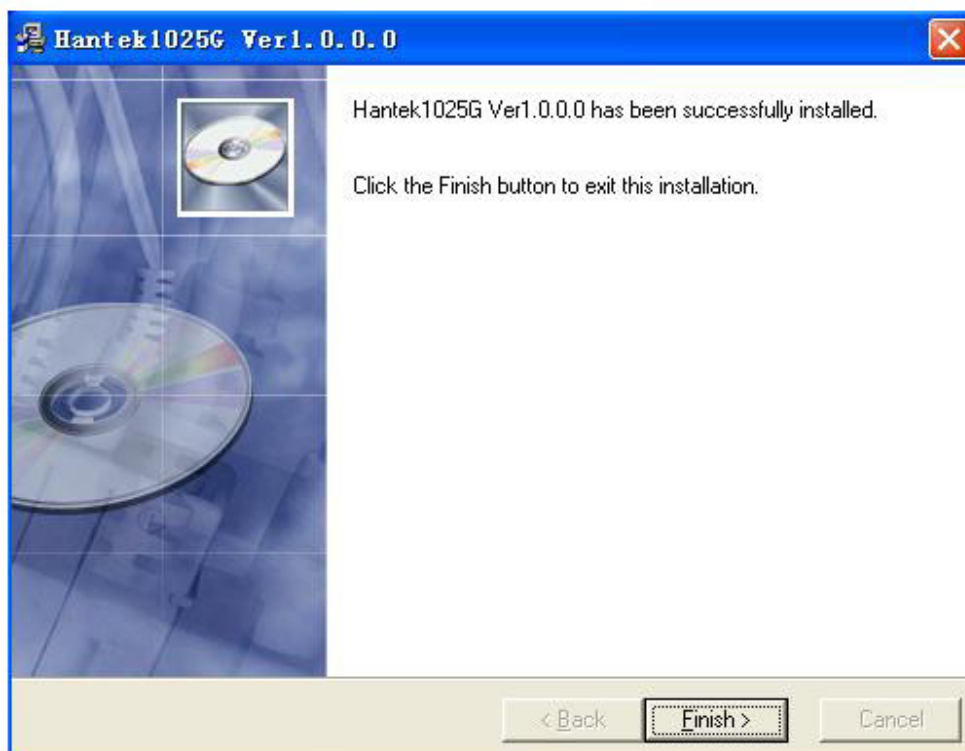 Hantek1025G Ver1.0.0.0
Hantek1025G Ver1.0.0.0 has been successfully installed.
Click the Finish button to exit this installation.
< Back
Finish >
Cancel